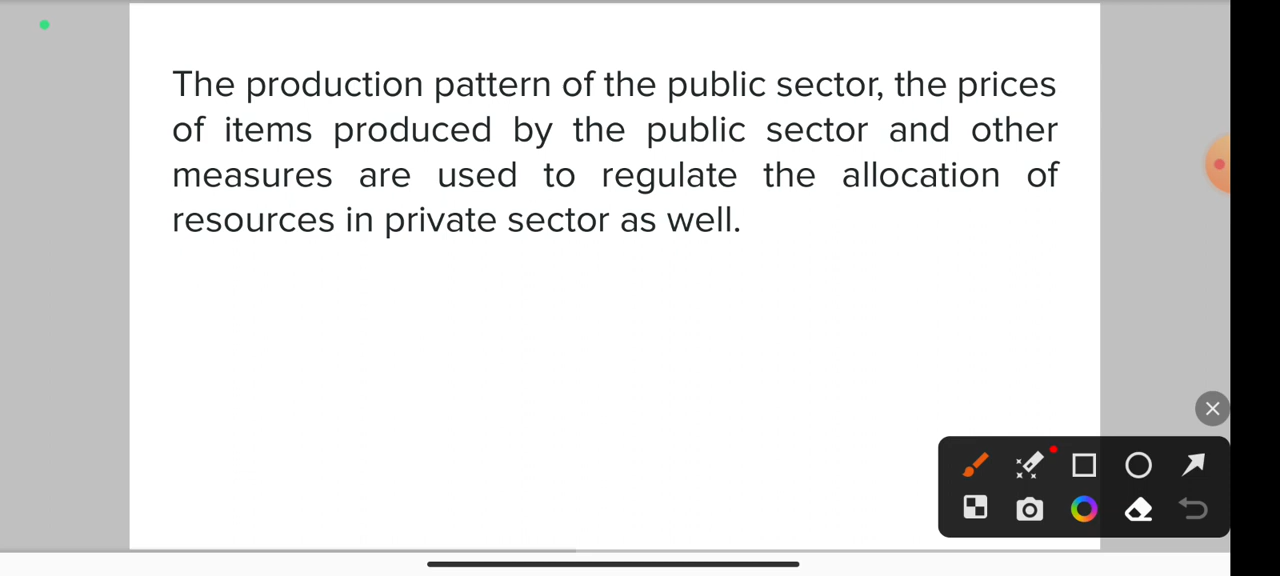 The production pattern of the public sector, the prices
of items produced by the public sector and other
measures are used to regulate the allocation of
resources in private sector as well.